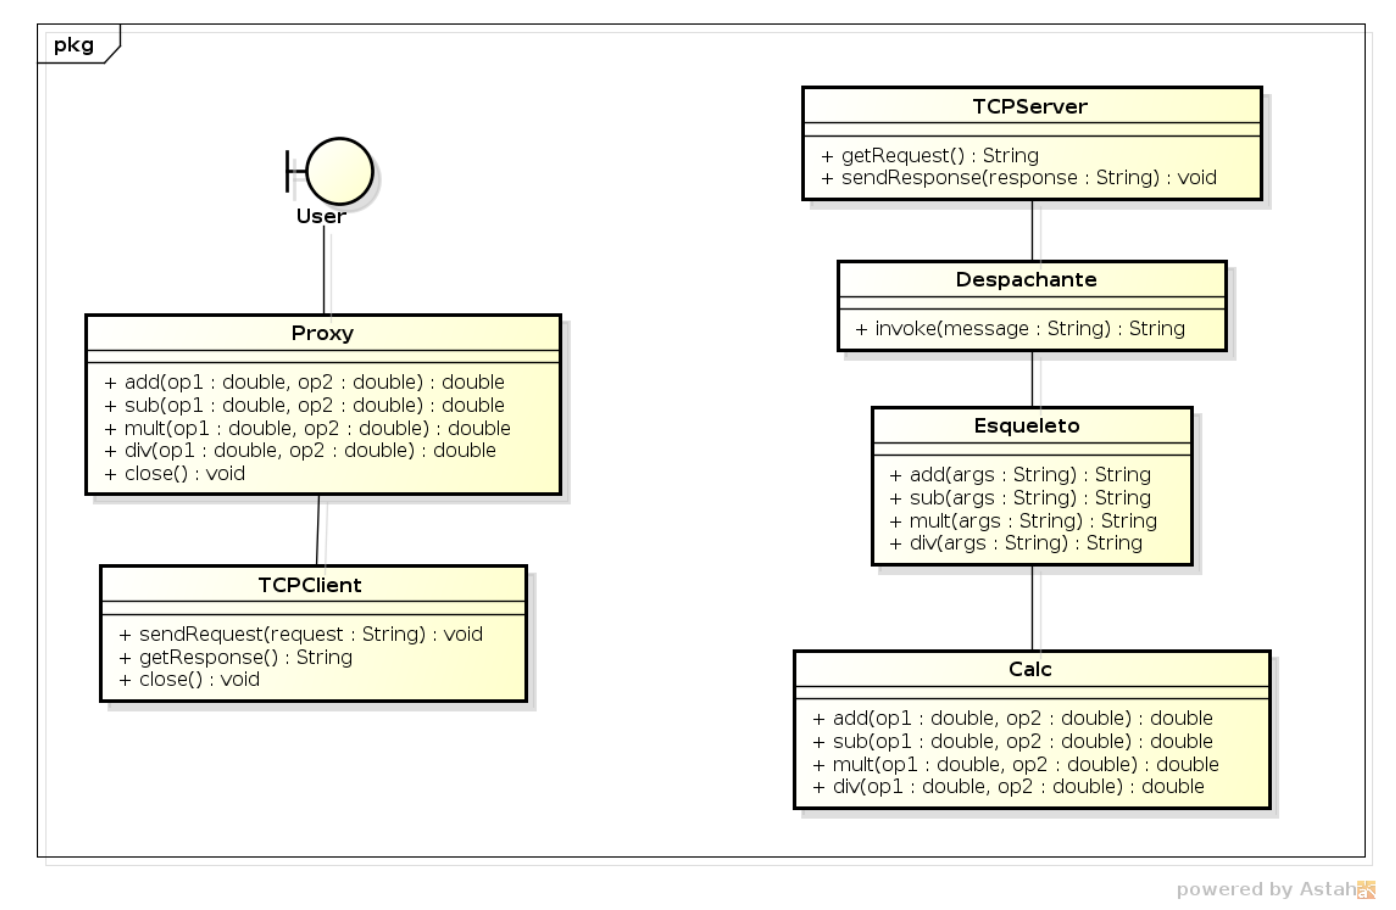 pkg
User
Proxy
+ add(op1 : double, op2 : double) : double
+ sub(op1 : double, op2 : double) : double
+ mult(op1 : double, op2 : double) : double
+ div(op1 : double, op2 : double) : double
+ close() : void
TCPClient
+ sendRequest(request : String) : void
+ getResponse() : String
+ close() : void
TCPServer
+ getRequest() : String
+ sendResponse(response : String) : void
Despachante
+ invoke(message : String) : String
Esqueleto
+ add(args : String) : String
+ sub(args : String) : String
+ mult(args : String) : String
+ div(args : String) : String
Calc
+ add(op1 : double, op2 : double) : double
+ sub(op1 : double, op2 : double) : double
+ mult(op1 : double, op2 : double) : double
+ div(op1 : double, op2 : double) : double
powered by Astah